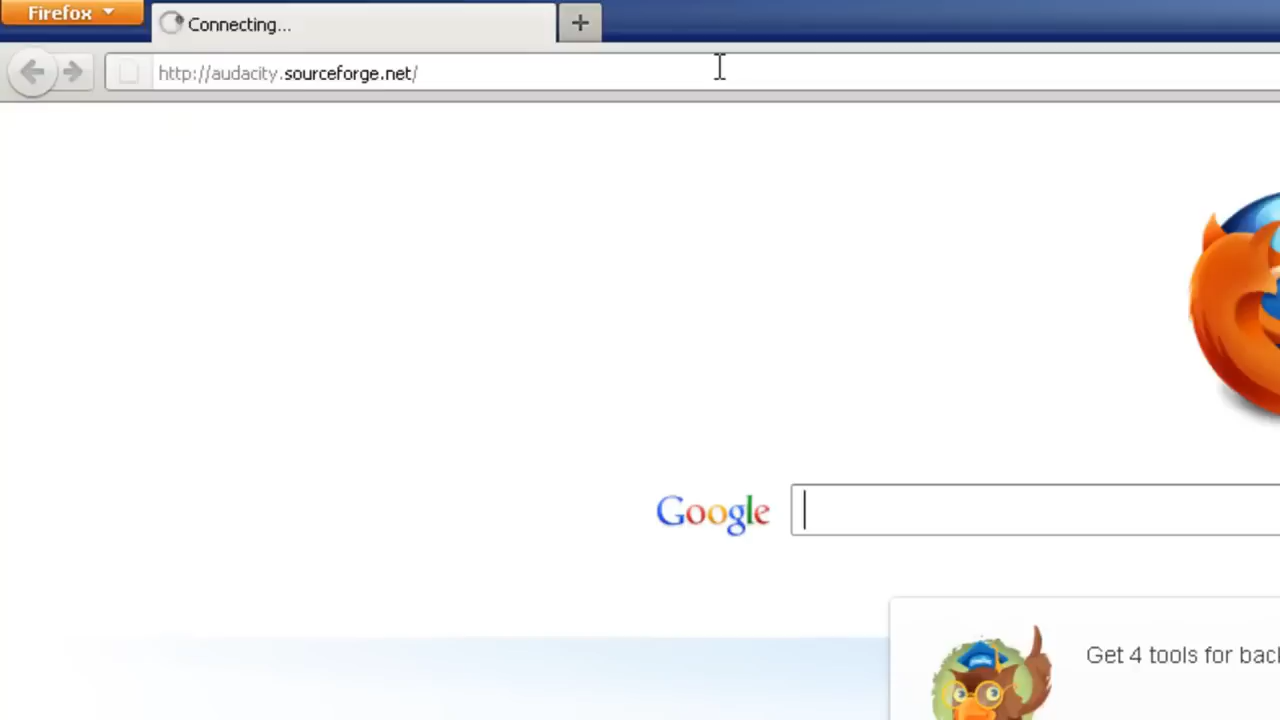 Firefox
Connecting...
http://audacity.sourceforge.net/
Google
Get 4 tools for bac